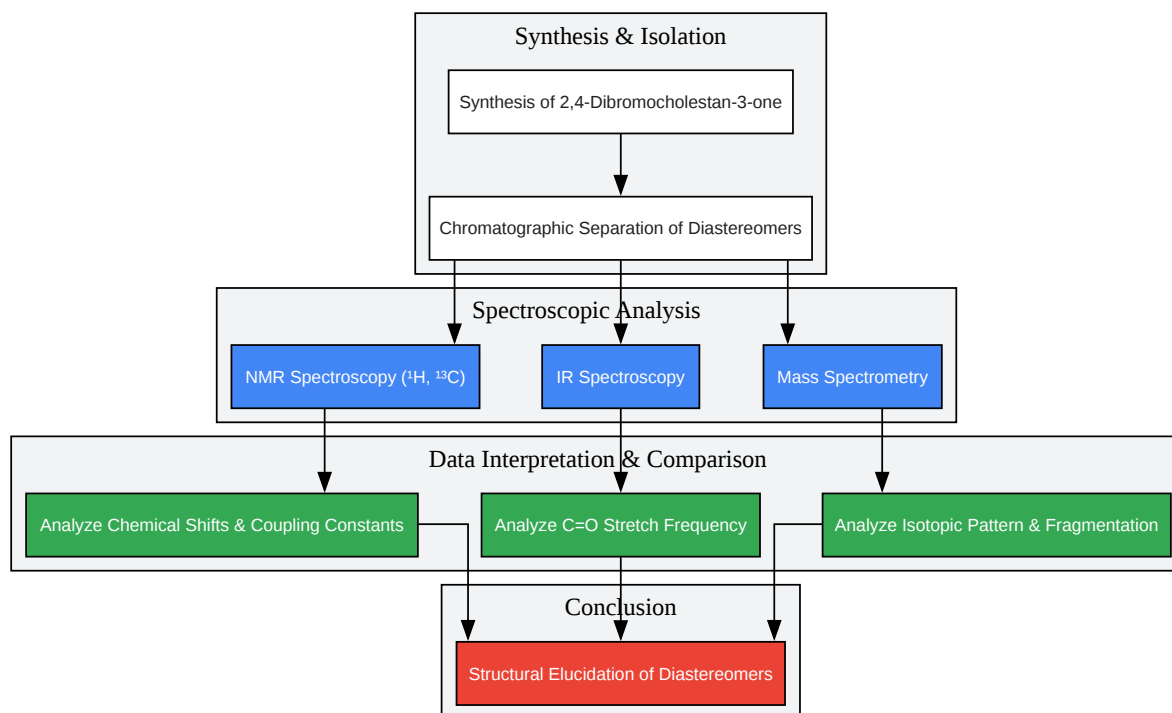 Synthesis & Isolation
Synthesis of 2,4-Dibromocholestan-3-one
Chromatographic Separation of Diastereomers
Spectroscopic Analysis
NMR Spectroscopy (¹H, ¹³C)
IR Spectroscopy
Mass Spectrometry
Data Interpretation & Comparison
Analyze Chemical Shifts & Coupling Constants
Analyze C=O Stretch Frequency
Analyze Isotopic Pattern & Fragmentation
Conclusion
Structural Elucidation of Diastereomers